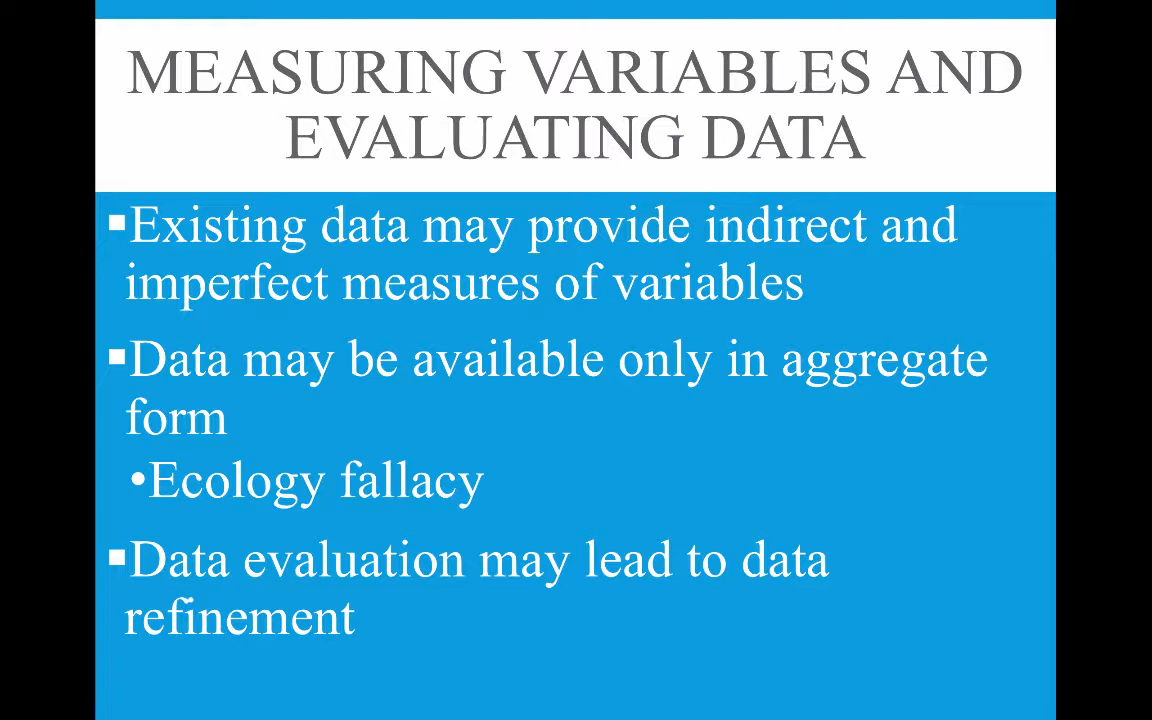 MEASURING VARIABLES AND
EVALUATING DATA
▪Existing data may provide indirect and
imperfect measures of variables
▪Data may be available only in aggregate
form
•Ecology fallacy
▪Data evaluation may lead to data
refinement